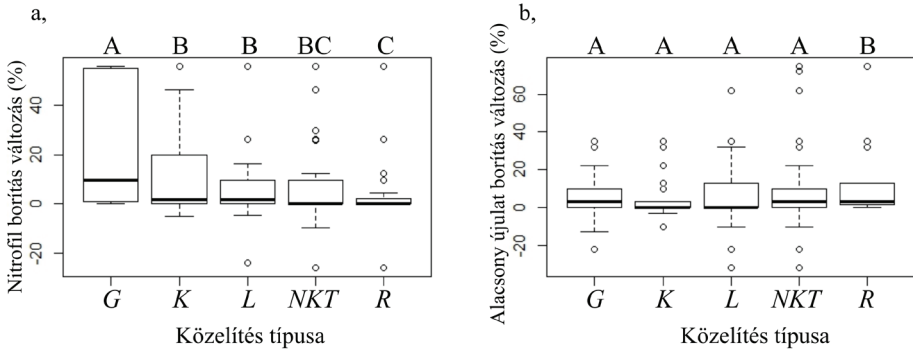 a,
A B B BC C
Nitrofil borítás változás (%)
40
20
0
-20
G K L NKT R
Közelítés típusa
b,
A A A A B
Alacsony újulat borítás változás (%)
60
40
20
0
-20
G K L NKT R
Közelítés típusa